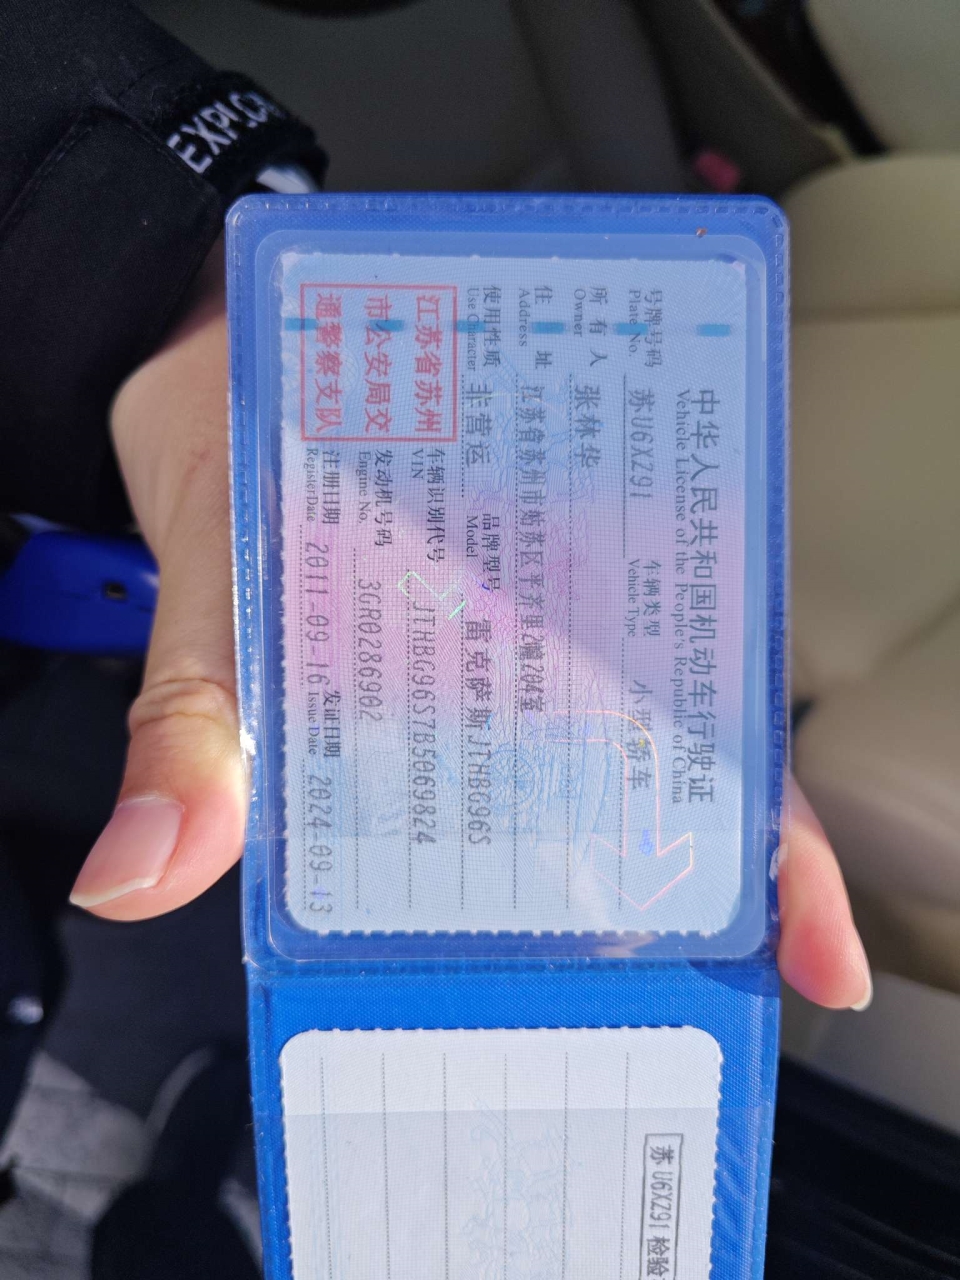 中华人民共和国机动车行驶证
Vehicle License of the People's Republic of China
号牌号码 苏U6XZ91 车辆类型 小型轿车
Plate No. Vehicle Type
所有人 张林华
Owner
住址 江苏省苏州市姑苏区平齐里2幢204室
Address
使用性质 非营运 品牌型号 雷克萨斯JTHBG96S
Use Character Model
江苏省苏州
市公安局交
通警察支队
车辆识别代号 JTHBG96S7B5069824
VIN
发动机号码 3GR0286902
Engine No.
注册日期 2011-09-16 发证日期 2024-09-13
Register Date Issue Date
苏U6XZ91 检验